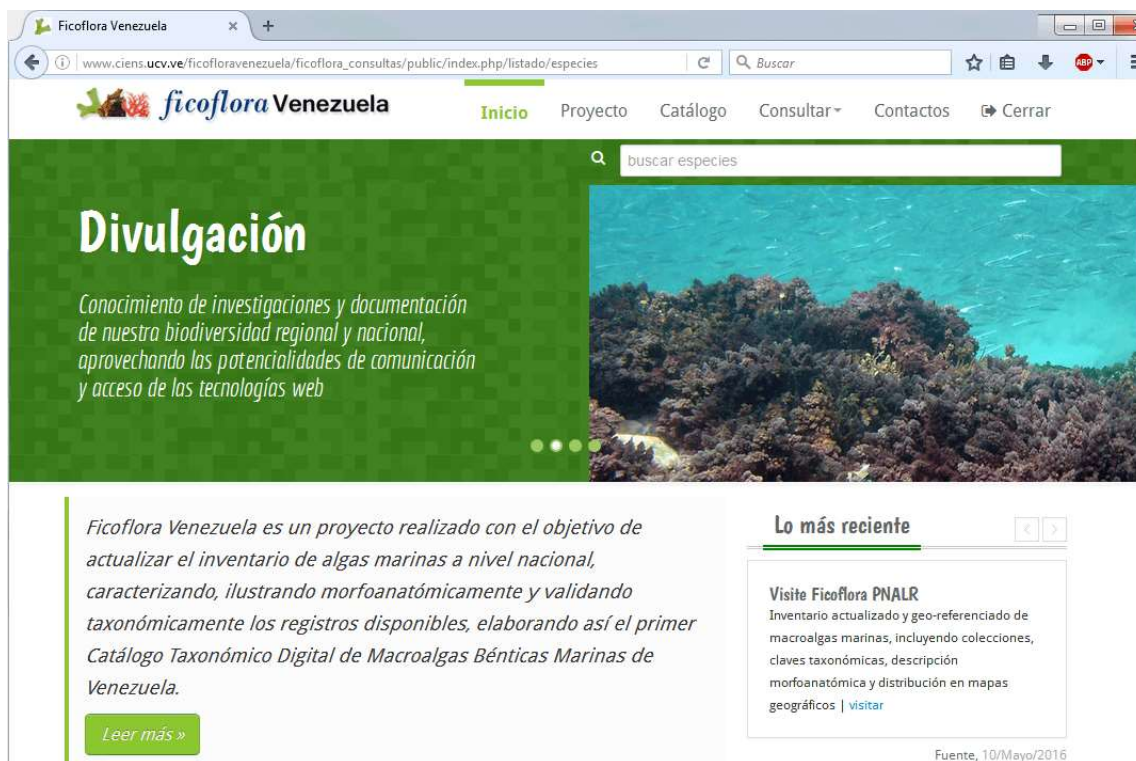 Ficoflora Venezuela
www.ciens.ucv.ve/ficofloravenezuela/ficoflora_consultas/public/index.php/listado/especies
Buscar
ABP
ficoflora Venezuela
Inicio
Proyecto
Catálogo
Consultar
Contactos
Cerrar
buscar especies
Divulgación
Conocimiento de investigaciones y documentación
de nuestra biodiversidad regional y nacional,
aprovechando las potencialidades de comunicación
y acceso de las tecnologías web
Ficoflora Venezuela es un proyecto realizado con el objetivo de
actualizar el inventario de algas marinas a nivel nacional,
caracterizando, ilustrando morfoanatómicamente y validando
taxonómicamente los registros disponibles, elaborando así el primer
Catálogo Taxonómico Digital de Macroalgas Bénticas Marinas de
Venezuela.
Leer más »
Lo más reciente
Visite Ficoflora PNALR
Inventario actualizado y geo-referenciado de
macroalgas marinas, incluyendo colecciones,
claves taxonómicas, descripción
morfoanatómica y distribución en mapas
geográficos | visitar
Fuente, 10/Mayo/2016